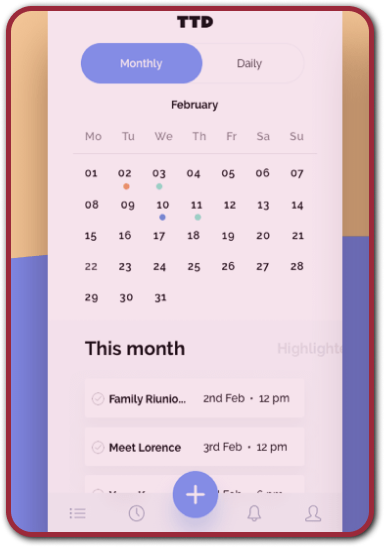 TTD
Monthly Daily
February
Mo Tu We Th Fr Sa Su
01 02 03 04 05 06 07
08 09 10 11 12 13 14
15 16 17 18 19 20 21
22 23 24 25 26 27 28
29 30 31
This month
Family Riunio... 2nd Feb • 12 pm
Meet Lorence 3rd Feb • 12 pm